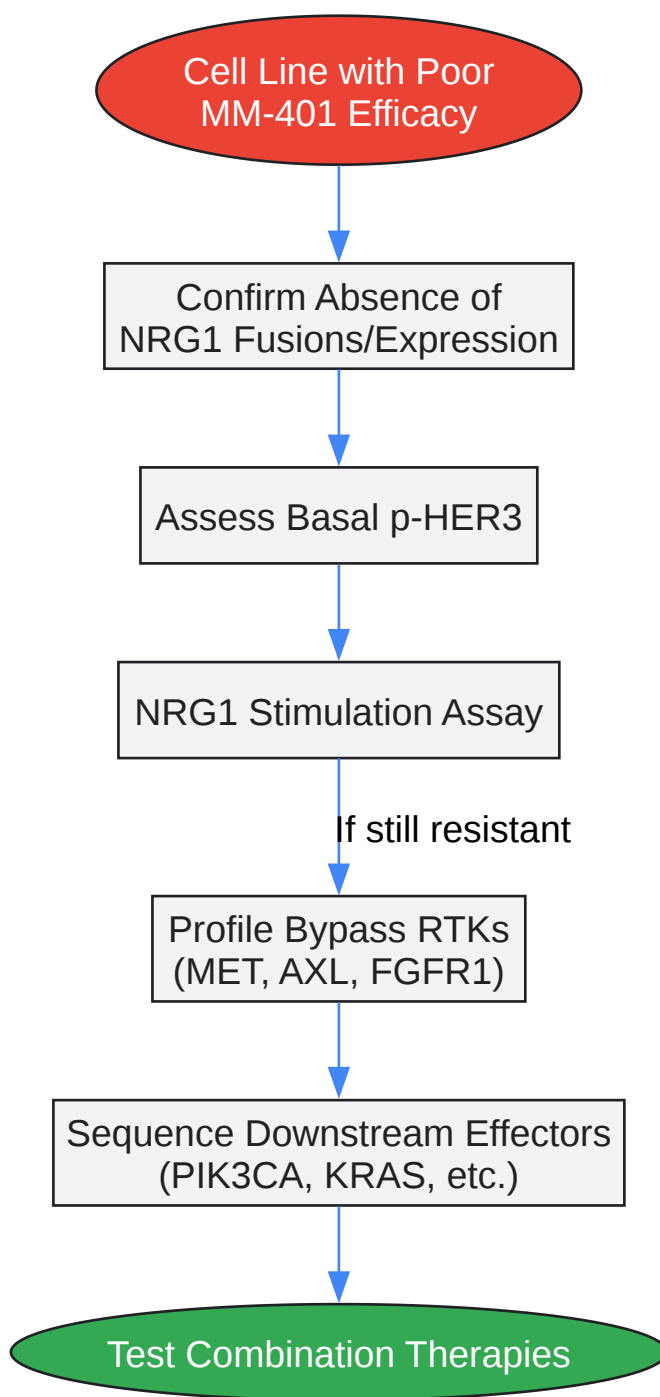 Cell Line with Poor
MM-401 Efficacy
Confirm Absence of
NRG1 Fusions/Expression
Assess Basal p-HER3
NRG1 Stimulation Assay
If still resistant
Profile Bypass RTKs
(MET, AXL, FGFR1)
Sequence Downstream Effectors
(PIK3CA, KRAS, etc.)
Test Combination Therapies